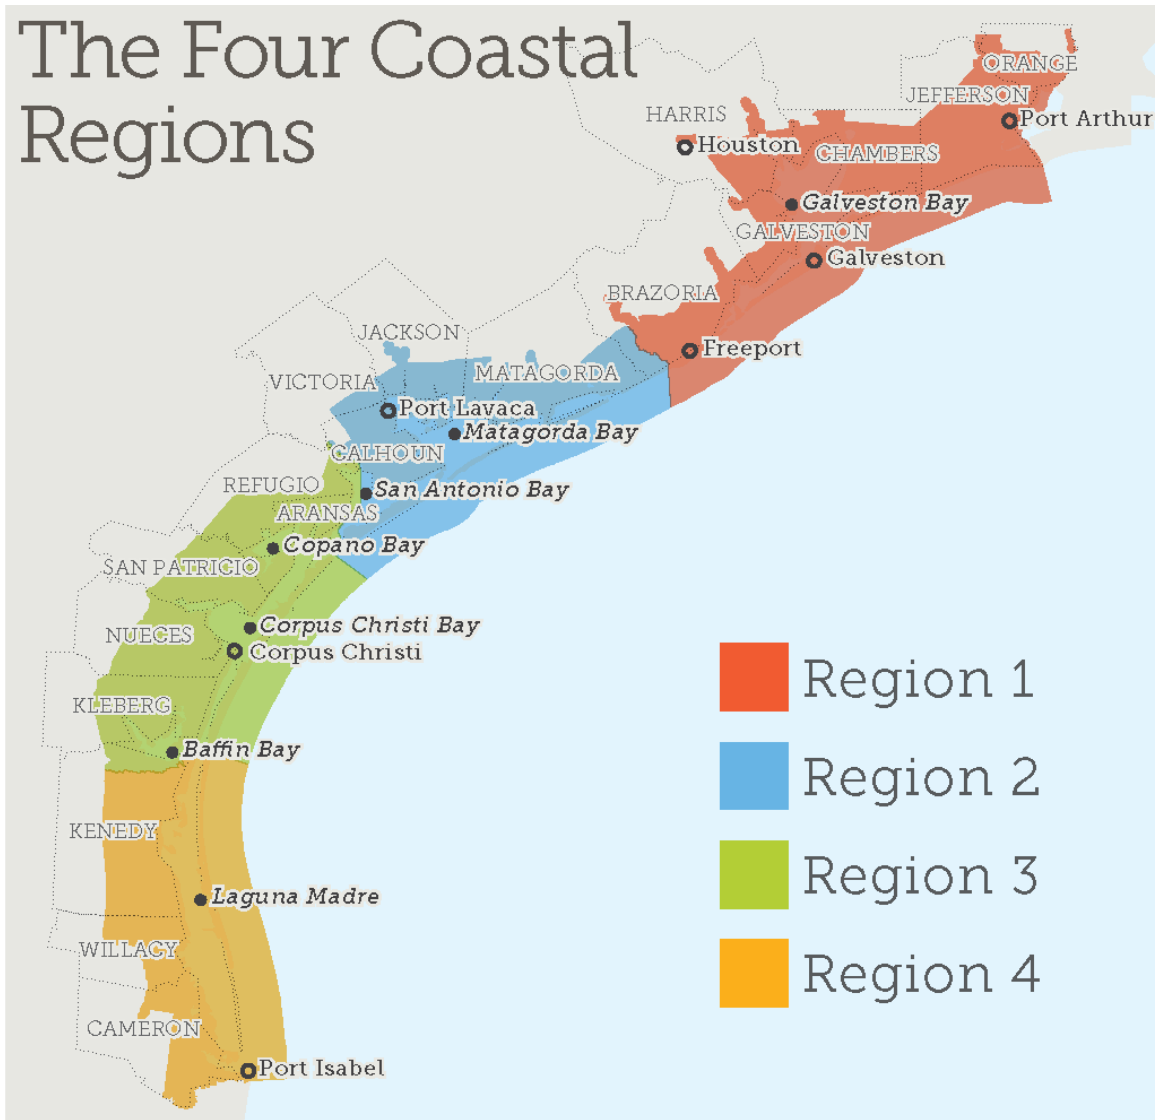 The Four Coastal
Regions
ORANGE
JEFFERSON
HARRIS
Port Arthur
Houston
CHAMBERS
Galveston Bay
GALVESTON
Galveston
BRAZORIA
JACKSON
Freeport
MATAGORDA
VICTORIA
Port Lavaca
Matagorda Bay
CALHOUN
REFUGIO
San Antonio Bay
ARANSAS
Copano Bay
SAN PATRICIO
Corpus Christi Bay
NUECES
Corpus Christi
KLEBERG
Baffin Bay
KENEDY
Laguna Madre
WILLACY
CAMERON
Port Isabel
Region 1
Region 2
Region 3
Region 4